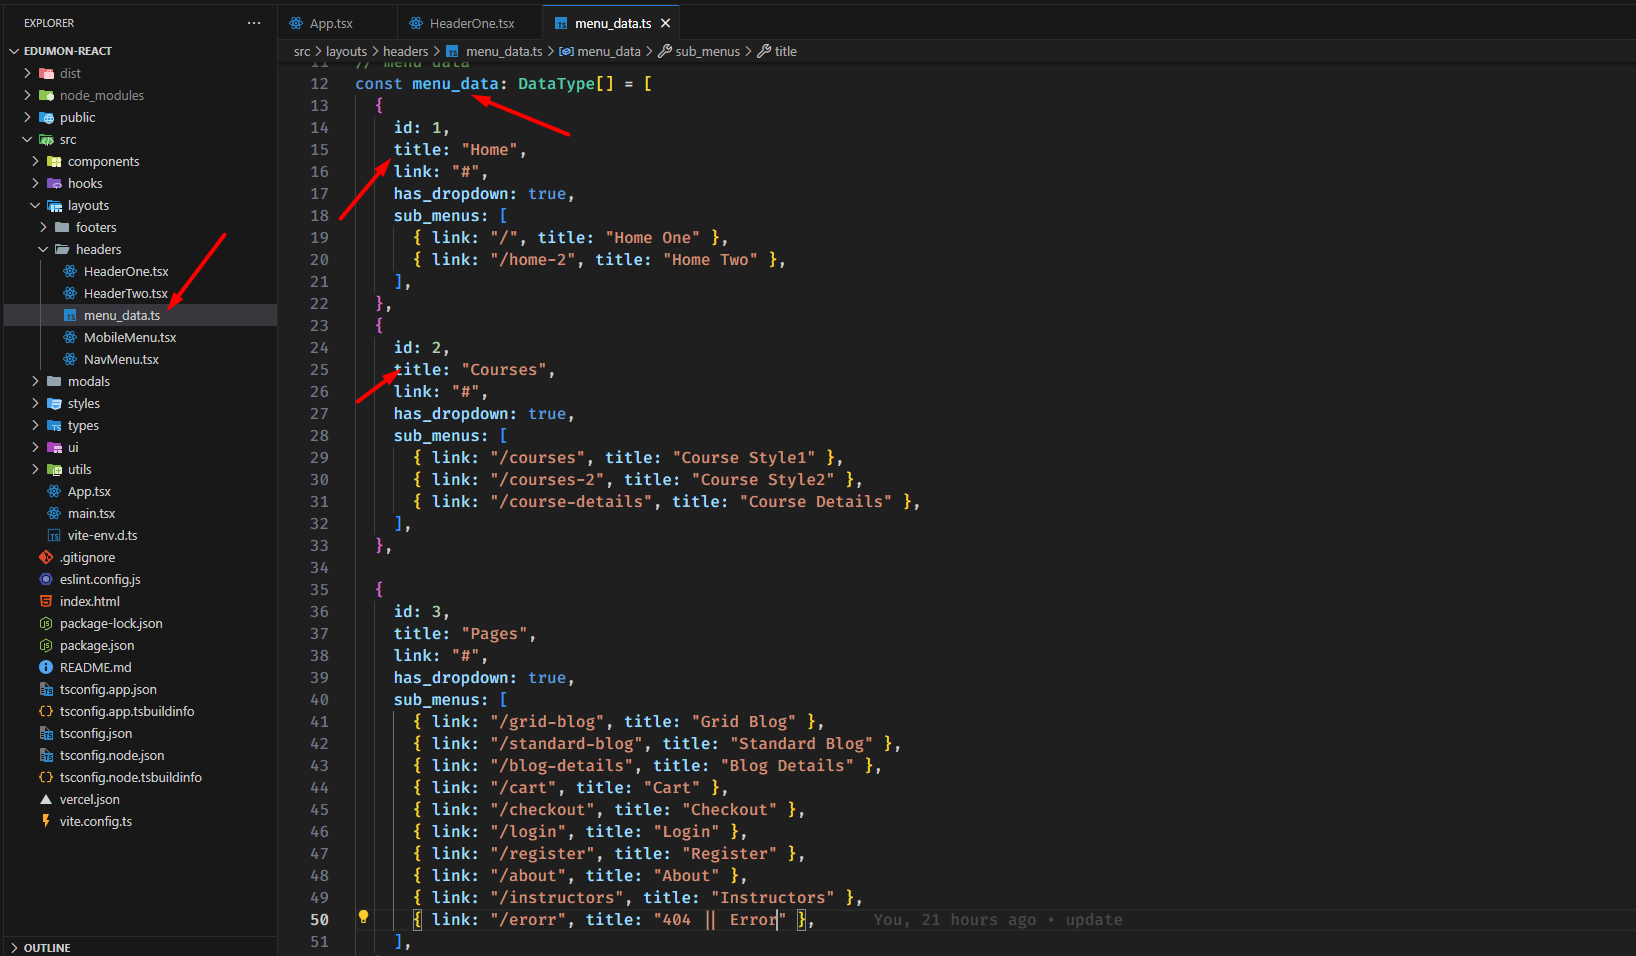 EXPLORER
EDUMON-REACT
dist
node_modules
public
src
components
hooks
layouts
footers
headers
HeaderOne.tsx
HeaderTwo.tsx
menu_data.ts
MobileMenu.tsx
NavMenu.tsx
modals
styles
types
ui
utils
App.tsx
main.tsx
vite-env.d.ts
.gitignore
eslint.config.js
index.html
package-lock.json
package.json
README.md
tsconfig.app.json
tsconfig.app.tsbuildinfo
tsconfig.json
tsconfig.node.json
tsconfig.node.tsbuildinfo
vercel.json
vite.config.ts
OUTLINE
App.tsx HeaderOne.tsx menu_data.ts
src > layouts > headers > menu_data.ts > menu_data > sub_menus > title
11 // menu data
12 const menu_data: DataType[] = [
13 {
14 id: 1,
15 title: "Home",
16 link: "#",
17 has_dropdown: true,
18 sub_menus: [
19 { link: "/", title: "Home One" },
20 { link: "/home-2", title: "Home Two" },
21 ],
22 },
23 {
24 id: 2,
25 title: "Courses",
26 link: "#",
27 has_dropdown: true,
28 sub_menus: [
29 { link: "/courses", title: "Course Style1" },
30 { link: "/courses-2", title: "Course Style2" },
31 { link: "/course-details", title: "Course Details" },
32 ],
33 },
34
35 {
36 id: 3,
37 title: "Pages",
38 link: "#",
39 has_dropdown: true,
40 sub_menus: [
41 { link: "/grid-blog", title: "Grid Blog" },
42 { link: "/standard-blog", title: "Standard Blog" },
43 { link: "/blog-details", title: "Blog Details" },
44 { link: "/cart", title: "Cart" },
45 { link: "/checkout", title: "Checkout" },
46 { link: "/login", title: "Login" },
47 { link: "/register", title: "Register" },
48 { link: "/about", title: "About" },
49 { link: "/instructors", title: "Instructors" },
50 { link: "/erorr", title: "404 || Error" }, You, 21 hours ago • update
51 ],